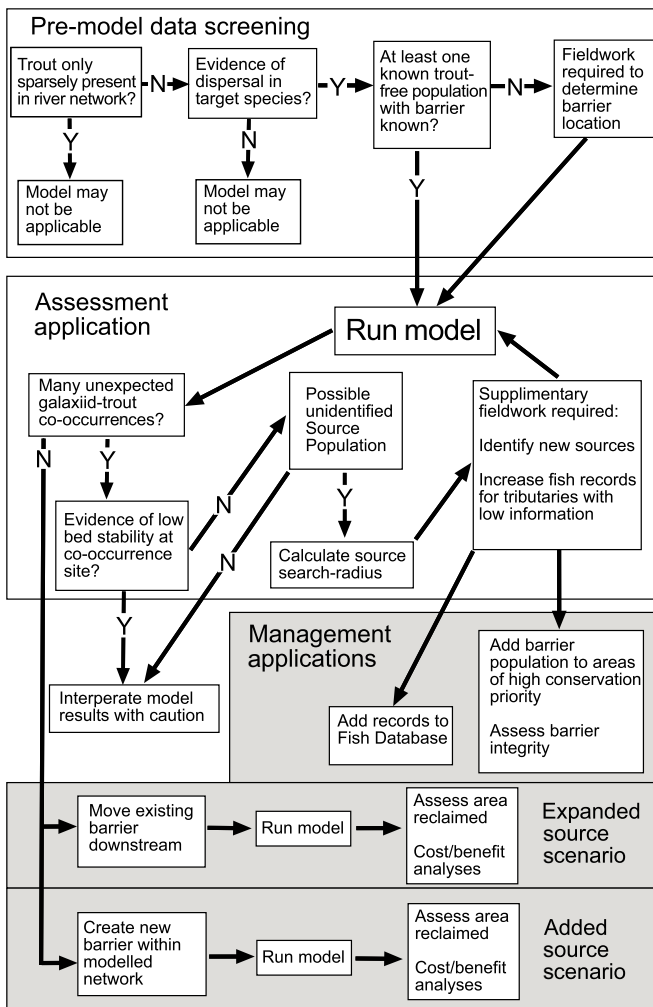 Pre-model data screening
Trout only
sparsely present
in river network?
N
Evidence of
dispersal in
target species?
Y
At least one
known trout-
free population
with barrier
known?
N
Fieldwork
required to
determine
barrier
location
Y
N
Y
Model may
not be
applicable
Model may
not be
applicable
Assessment
application
Run model
Many unexpected
galaxiid-trout
co-occurrences?
Possible
unidentified
Source
Population
Supplimentary
fieldwork required:
Identify new sources
Increase fish records
for tributaries with
low information
N
Y
N
Y
Evidence of low
bed stability at
co-occurrence
site?
N
Calculate source
search-radius
Y
Interperate model
results with caution
Management
applications
Add records to
Fish Database
Add barrier
population to areas
of high conservation
priority
Assess barrier
integrity
Move existing
barrier
downstream
Run model
Assess area
reclaimed
Cost/benefit
analyses
Expanded
source
scenario
Create new
barrier within
modelled
network
Run model
Assess area
reclaimed
Cost/benefit
analyses
Added
source
scenario